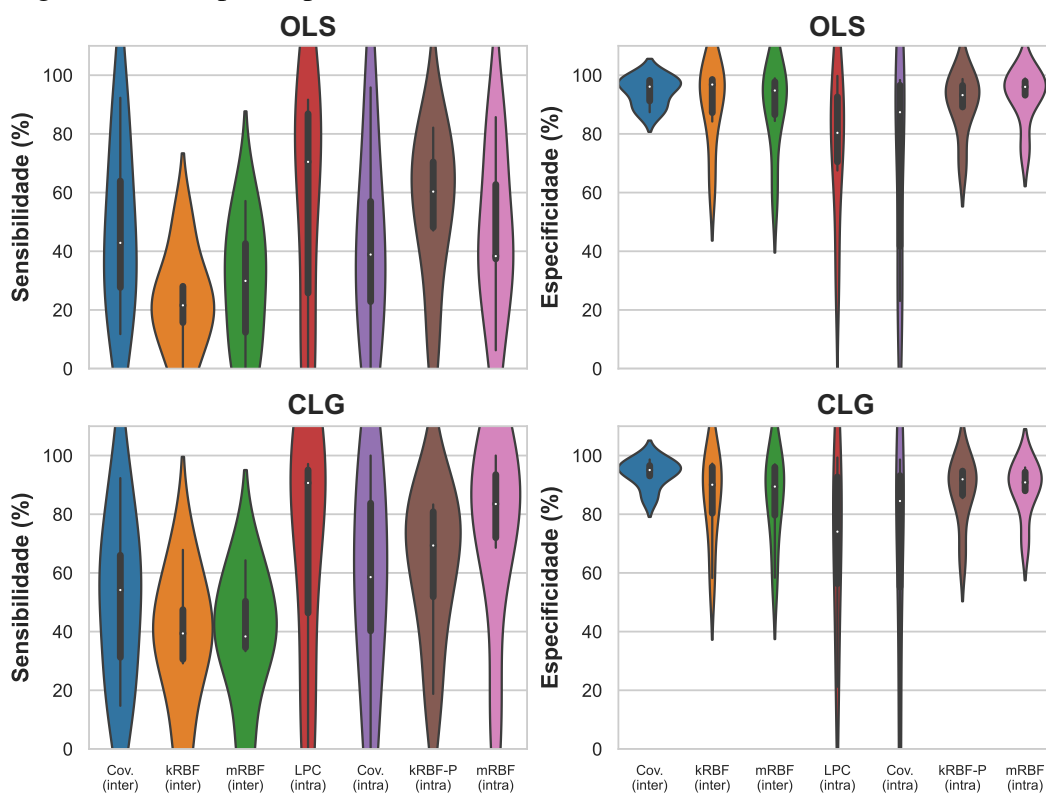 OLS
OLS
Sensibilidade (%)
100
80
60
40
20
0
Especificidade (%)
100
80
60
40
20
0
CLG
CLG
Sensibilidade (%)
100
80
60
40
20
0
Especificidade (%)
100
80
60
40
20
0
Cov. kRBF mRBF LPC Cov. kRBF-P mRBF
(inter) (inter) (inter) (intra) (intra) (intra) (intra)
Cov. kRBF mRBF LPC Cov. kRBF-P mRBF
(inter) (inter) (inter) (intra) (intra) (intra) (intra)